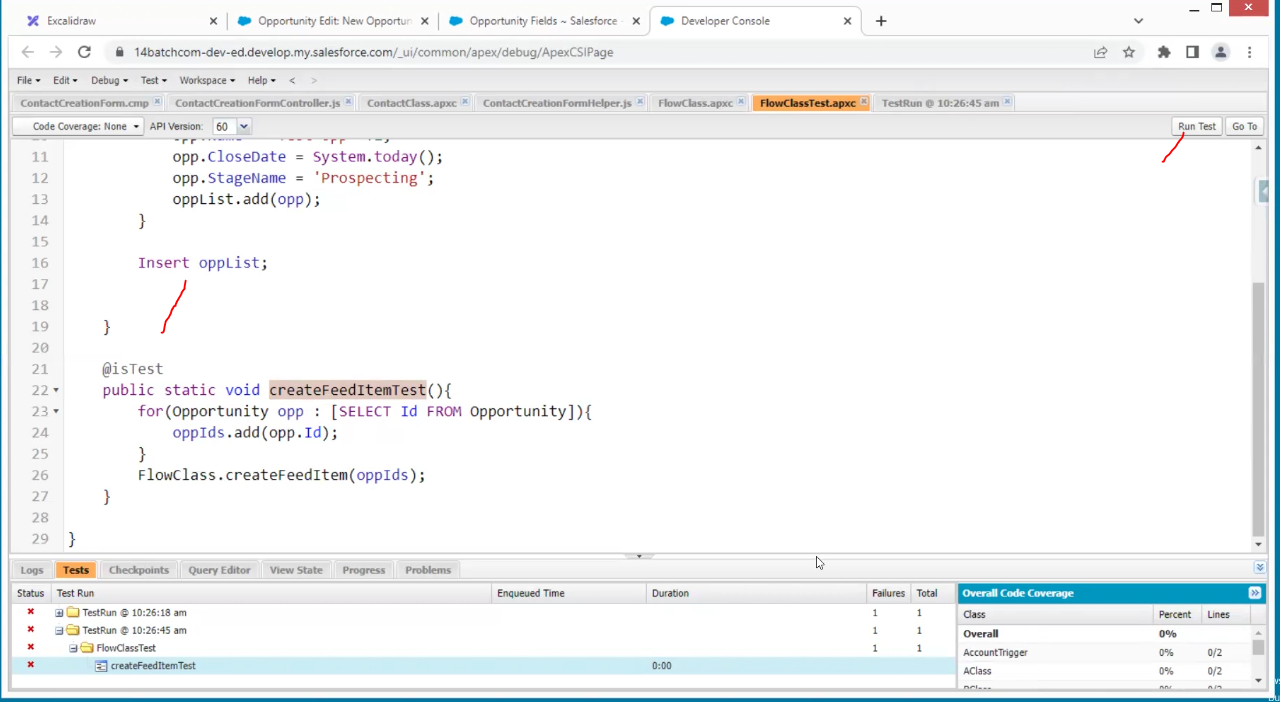 Excalidraw
Opportunity Edit: New Opportun
Opportunity Fields ~ Salesforce
Developer Console
14batchcom-dev-ed.develop.my.salesforce.com/_ui/common/apex/debug/ApexCSIPage
File Edit Debug Test Workspace Help < >
ContactCreationForm.cmp ContactCreationFormController.js ContactClass.apxc ContactCreationFormHelper.js FlowClass.apxc FlowClassTest.apxc TestRun @ 10:26:45 am
Code Coverage: None API Version: 60 Run Test Go To
11 opp.CloseDate = System.today();
12 opp.StageName = 'Prospecting';
13 oppList.add(opp);
14 }
15
16 Insert oppList;
17
18
19 }
20
21 @isTest
22 public static void createFeedItemTest(){
23 for(Opportunity opp : [SELECT Id FROM Opportunity]){
24 oppIds.add(opp.Id);
25 }
26 FlowClass.createFeedItem(oppIds);
27 }
28
29 }
Logs Tests Checkpoints Query Editor View State Progress Problems
Status Test Run Enqueued Time Duration Failures Total
TestRun @ 10:26:18 am 1 1
TestRun @ 10:26:45 am 1 1
FlowClassTest 1 1
createFeedItemTest 0:00
Overall Code Coverage
Class Percent Lines
Overall 0%
AccountTrigger 0% 0/2
AClass 0% 0/2